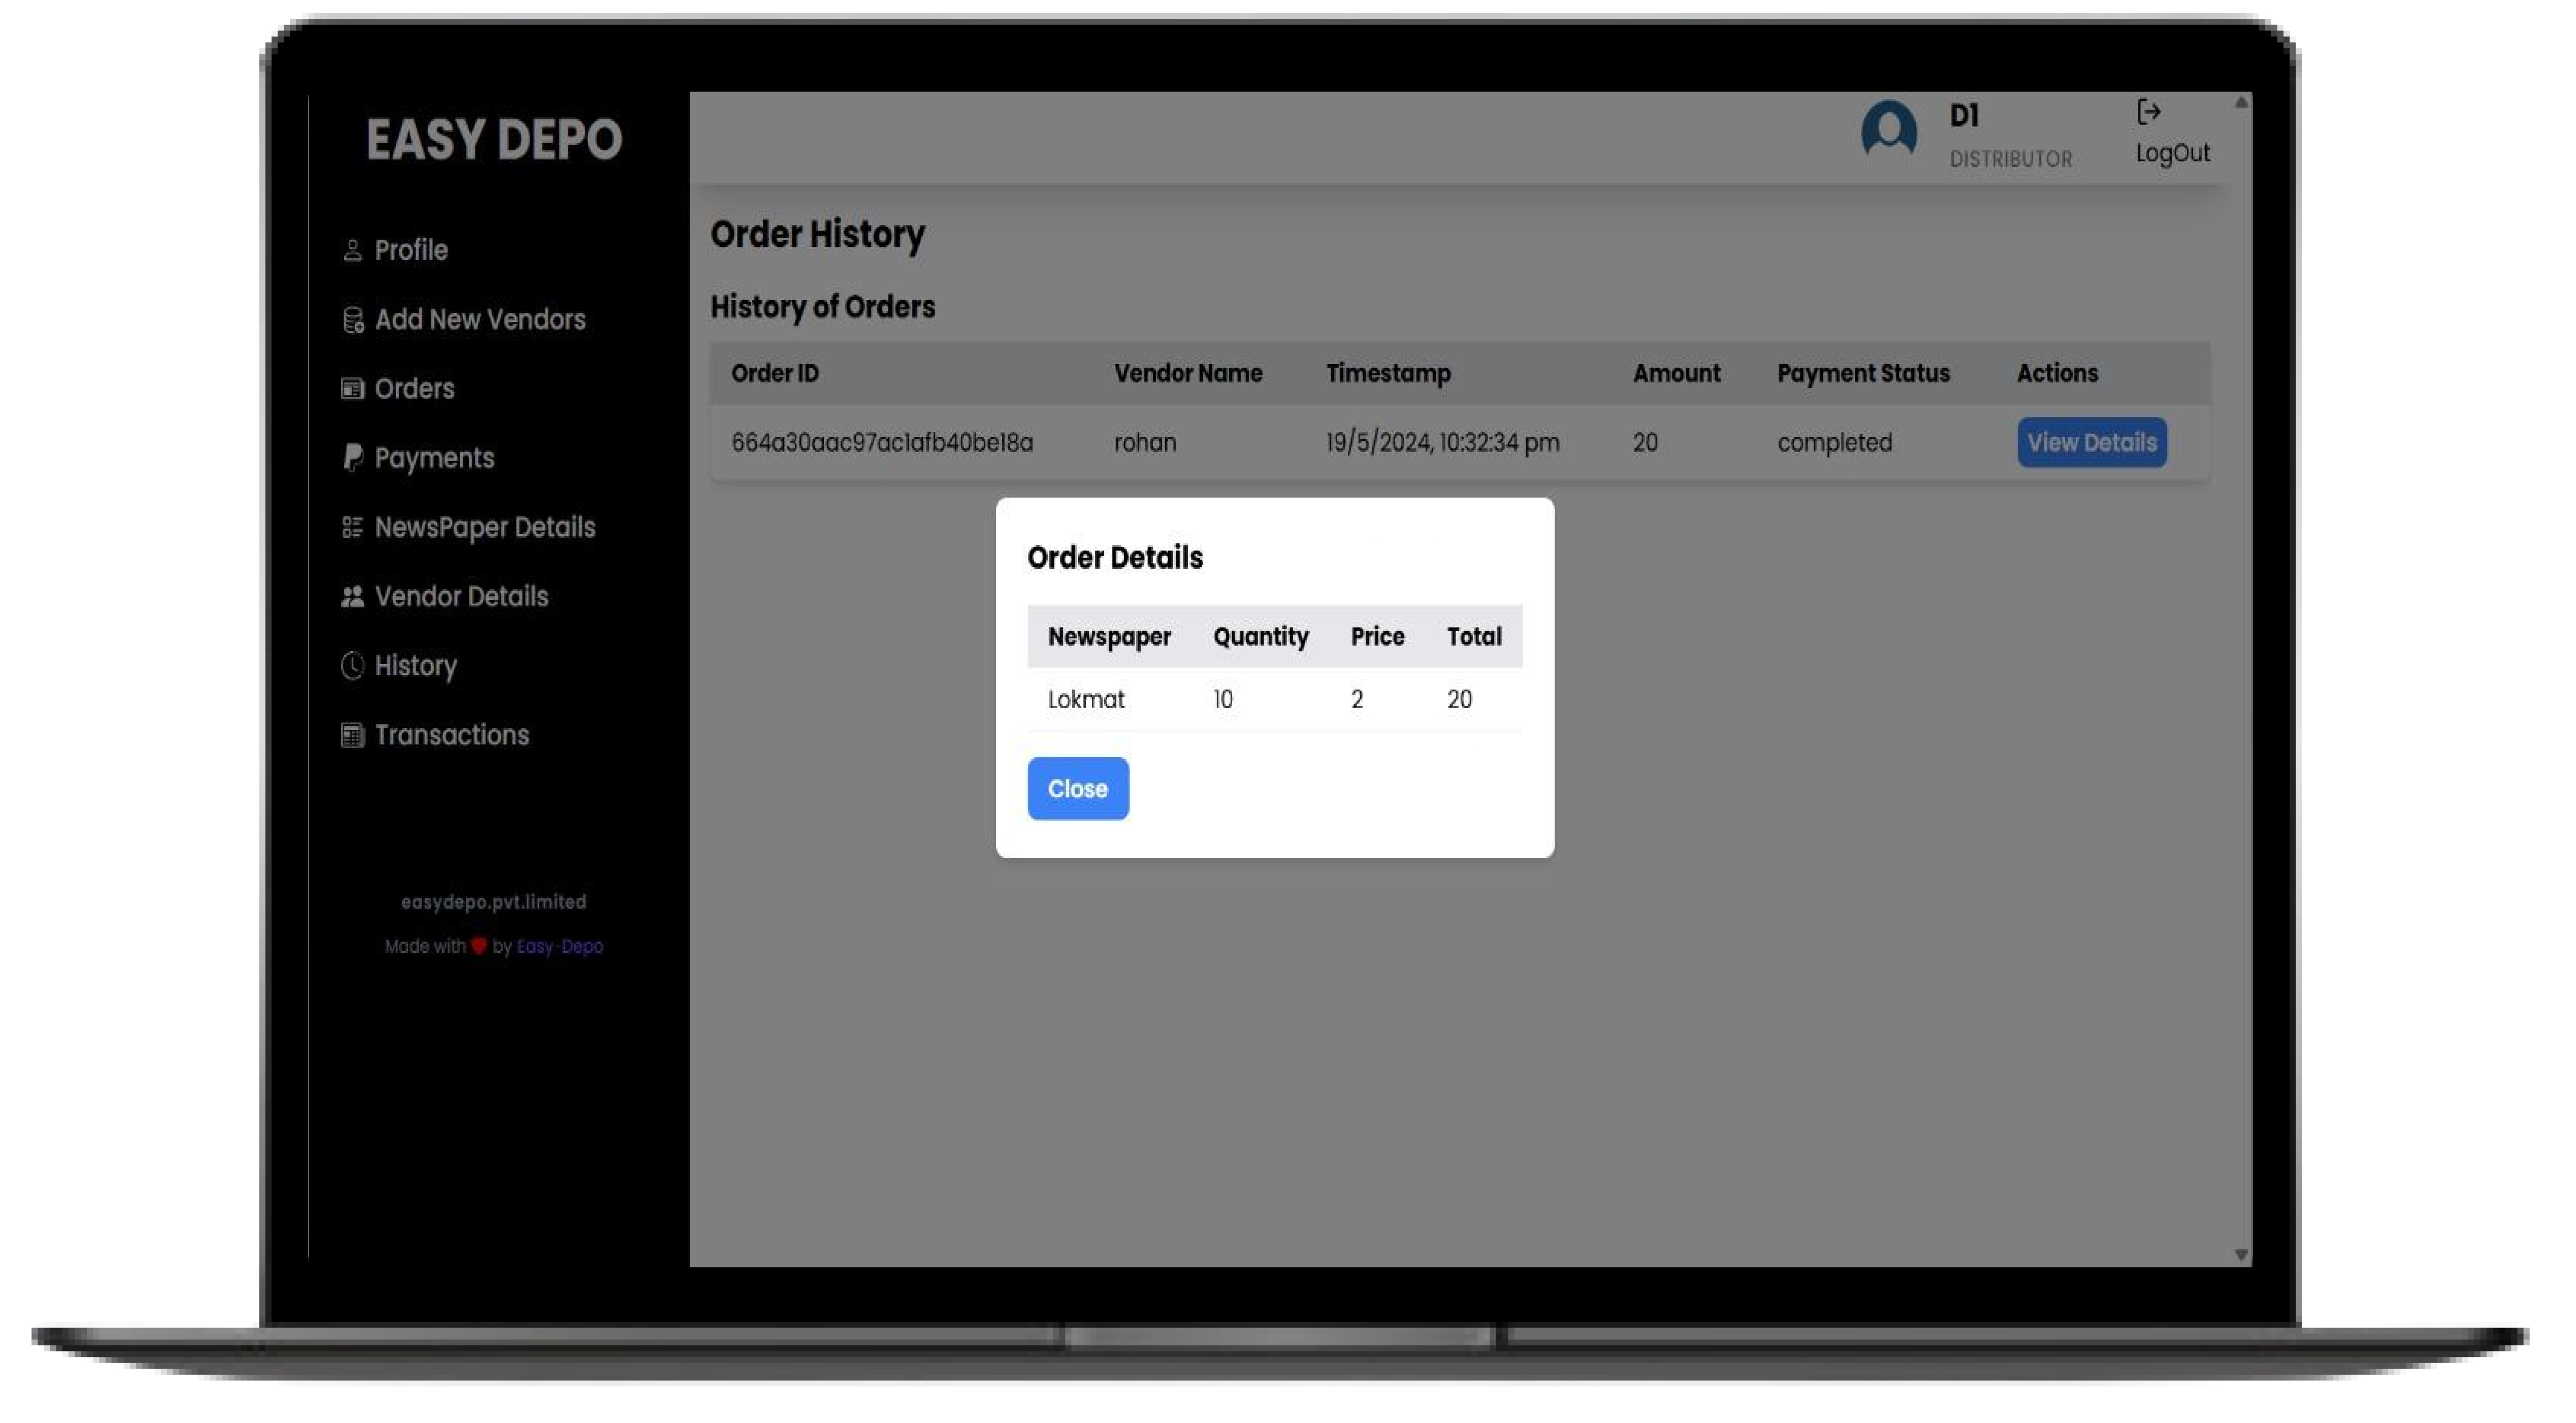 EASY DEPO
Profile
Add New Vendors
Orders
Payments
NewsPaper Details
Vendor Details
History
Transactions
easydepo.pvt.limited
Made with ❤ by Easy-Depo
D1
DISTRIBUTOR
LogOut
Order History
History of Orders
Order ID Vendor Name Timestamp Amount Payment Status Actions
664a30aac97ac1afb40be18a rohan 19/5/2024, 10:32:34 pm 20 completed View Details
Order Details
Newspaper Quantity Price Total
Lokmat 10 2 20
Close